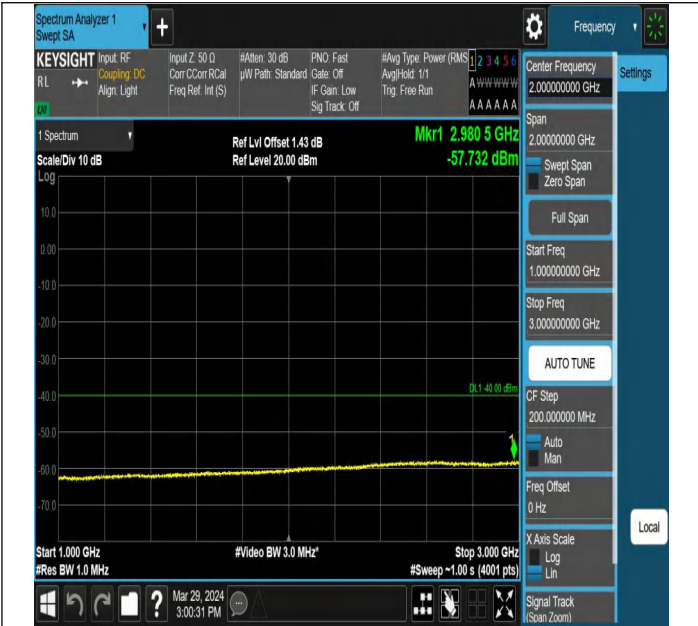 Spectrum Analyzer 1
Swept SA
Frequency
KEYSIGHT
RL
Input: RF
Coupling: DC
Align: Light
Input Z: 50 Ω
Corr CCorr RCal
Freq Ref: Int (S)
#Atten: 30 dB
µW Path: Standard
PNO: Fast
Gate: Off
IF Gain: Low
Sig Track: Off
#Avg Type: Power (RMS
Avg|Hold: 1/1
Trig: Free Run
1 2 3 4 5 6
A W W W W W
A A A A A A
1 Spectrum
Scale/Div 10 dB
Log
Ref Lvl Offset 1.43 dB
Ref Level 20.00 dBm
Mkr1 2.980 5 GHz
-57.732 dBm
10.0
0.00
-10.0
-20.0
-30.0
-40.0
-50.0
-60.0
-70.0
DL1 -40.00 dBm
1
Start 1.000 GHz
#Res BW 1.0 MHz
#Video BW 3.0 MHz*
Stop 3.000 GHz
#Sweep ~1.00 s (4001 pts)
Mar 29, 2024
3:00:31 PM
Center Frequency
2.000000000 GHz
Settings
Span
2.00000000 GHz
Swept Span
Zero Span
Full Span
Start Freq
1.000000000 GHz
Stop Freq
3.000000000 GHz
AUTO TUNE
CF Step
200.000000 MHz
Auto
Man
Freq Offset
0 Hz
X Axis Scale
Log
Lin
Local
Signal Track
(Span Zoom)